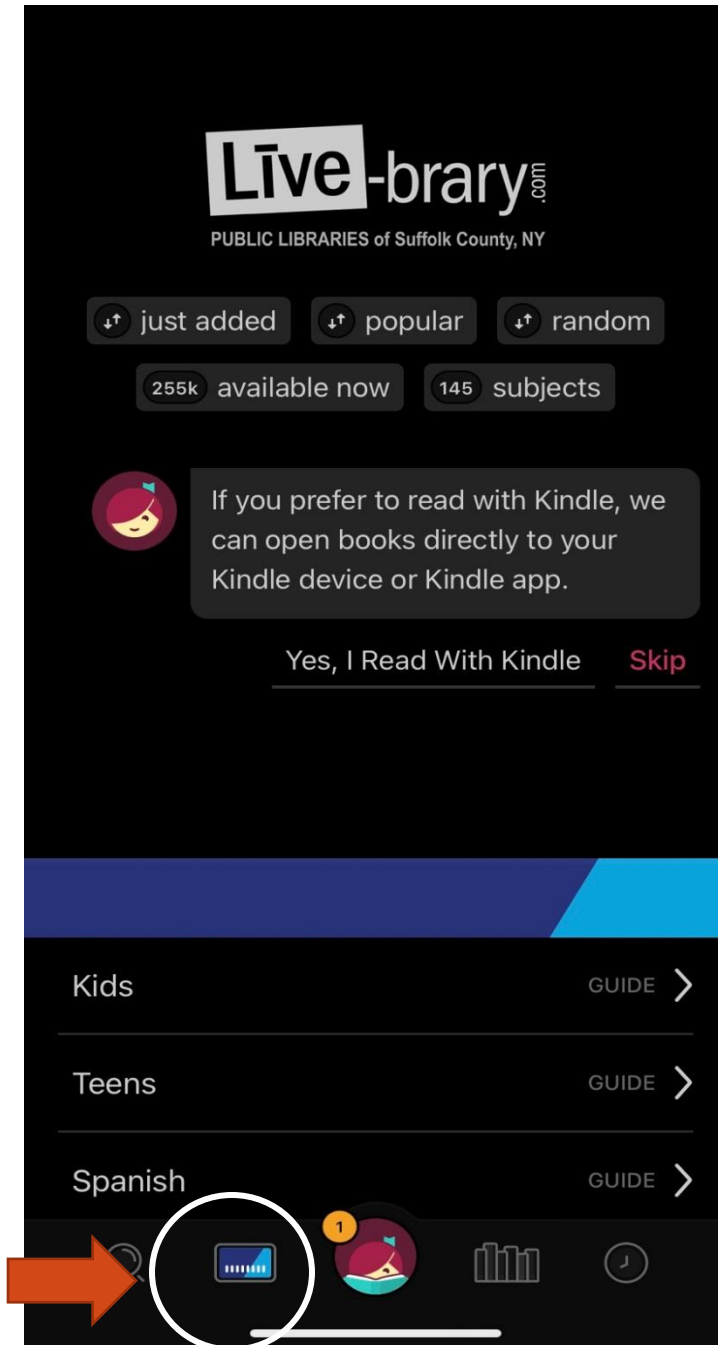 Līve-brary.com
PUBLIC LIBRARIES of Suffolk County, NY
just added popular random
255k available now 145 subjects
If you prefer to read with Kindle, we
can open books directly to your
Kindle device or Kindle app.
Yes, I Read With Kindle Skip
Kids GUIDE
Teens GUIDE
Spanish GUIDE
1